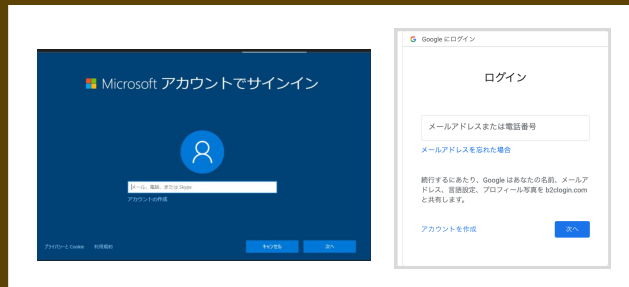 Microsoft アカウントでサインイン
メール、電話、または Skype
アカウントの作成
プライバシーと Cookie 利用規約
キャンセル 次へ
G Google にログイン
ログイン
メールアドレスまたは電話番号
メールアドレスを忘れた場合
続行するにあたり、Google はあなたの名前、メールア
ドレス、言語設定、プロフィール写真を b2clogin.com
と共有します。
アカウントを作成 次へ